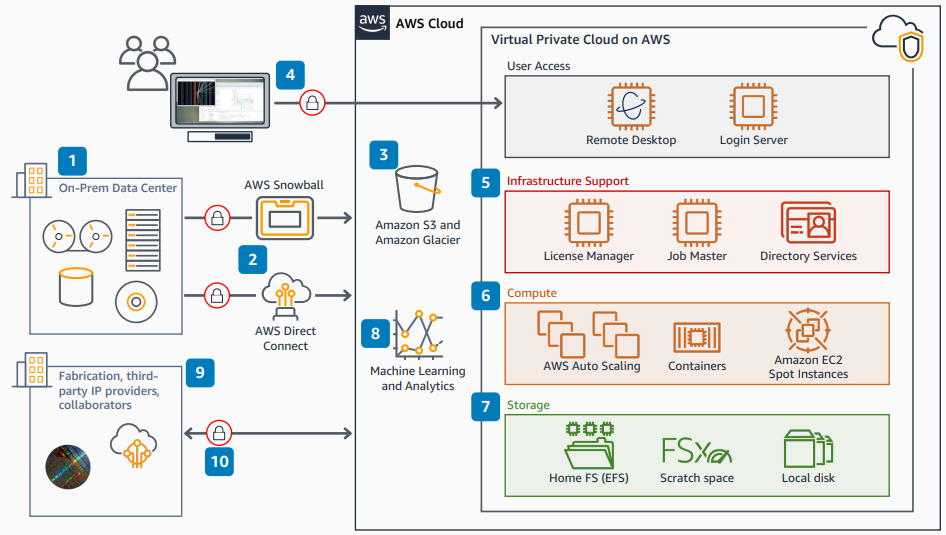 aws
AWS Cloud
Virtual Private Cloud on AWS
4
User Access
Remote Desktop
Login Server
1
On-Prem Data Center
AWS Snowball
3
Amazon S3 and
Amazon Glacier
5
Infrastructure Support
License Manager
Job Master
Directory Services
2
AWS Direct
Connect
6
Compute
AWS Auto Scaling
Containers
Amazon EC2
Spot Instances
8
Machine Learning
and Analytics
9
Fabrication, third-
party IP providers,
collaborators
10
7
Storage
Home FS (EFS)
FSx
Scratch space
Local disk